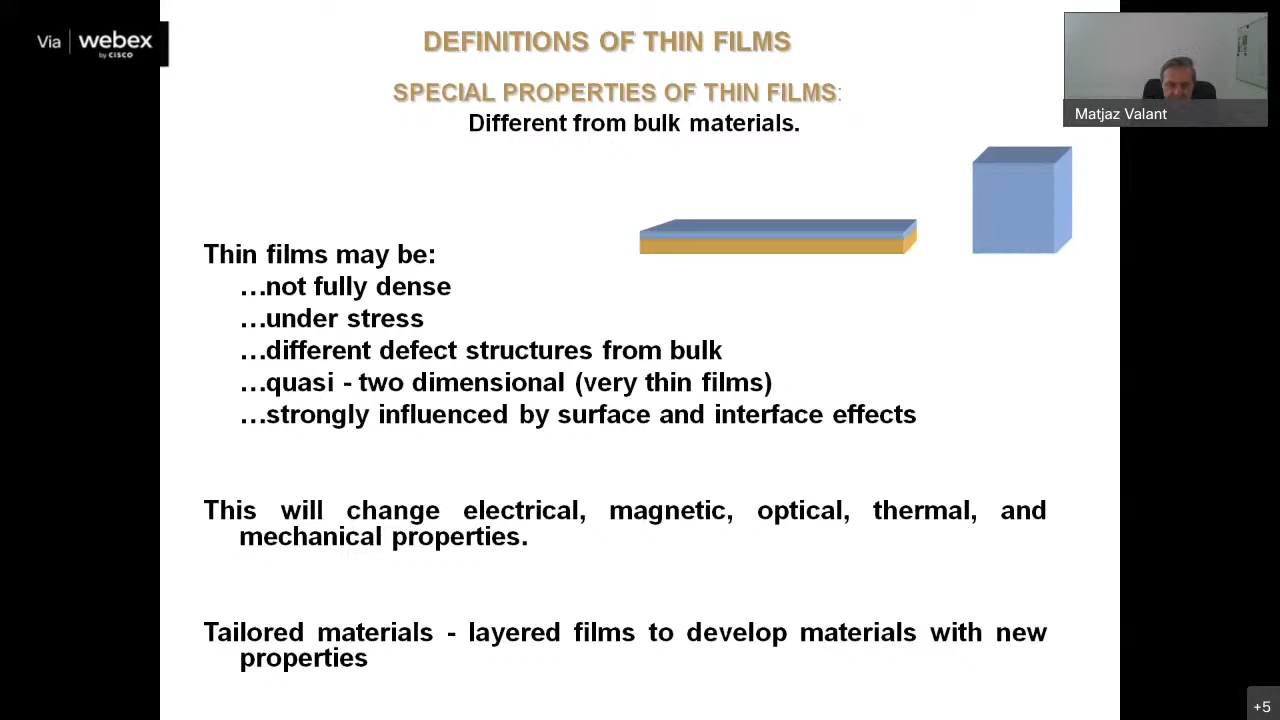 Via | webex
by CISCO
DEFINITIONS OF THIN FILMS
SPECIAL PROPERTIES OF THIN FILMS:
Different from bulk materials.
Matjaz Valant
Thin films may be:
…not fully dense
…under stress
…different defect structures from bulk
…quasi - two dimensional (very thin films)
…strongly influenced by surface and interface effects
This will change electrical, magnetic, optical, thermal, and
mechanical properties.
Tailored materials - layered films to develop materials with new
properties
+5